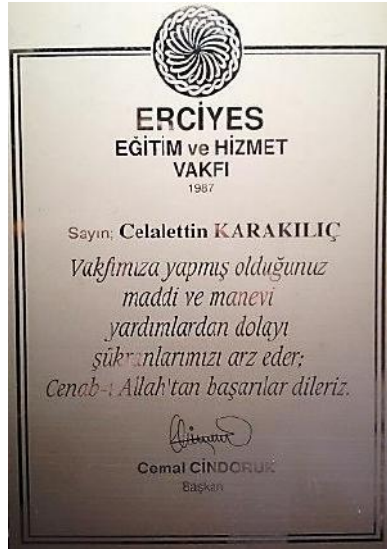 ERCİYES
EĞİTİM ve HİZMET
VAKFI
1987
Sayın; Celalettin KARAKILIÇ
Vakfımıza yapmış olduğunuz
maddi ve manevi
yardımlardan dolayı
şükranlarımızı arz eder;
Cenab-ı Allah'tan başarılar dileriz.
Cemal CİNDORUK
Başkan